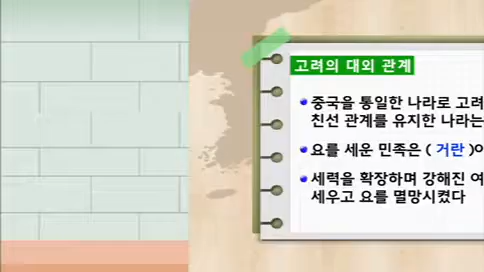 고려의 대외 관계
중국을 통일한 나라로 고려
친선 관계를 유지한 나라는
요를 세운 민족은 ( 거란 )이
세력을 확장하며 강해진 여
세우고 요를 멸망시켰다